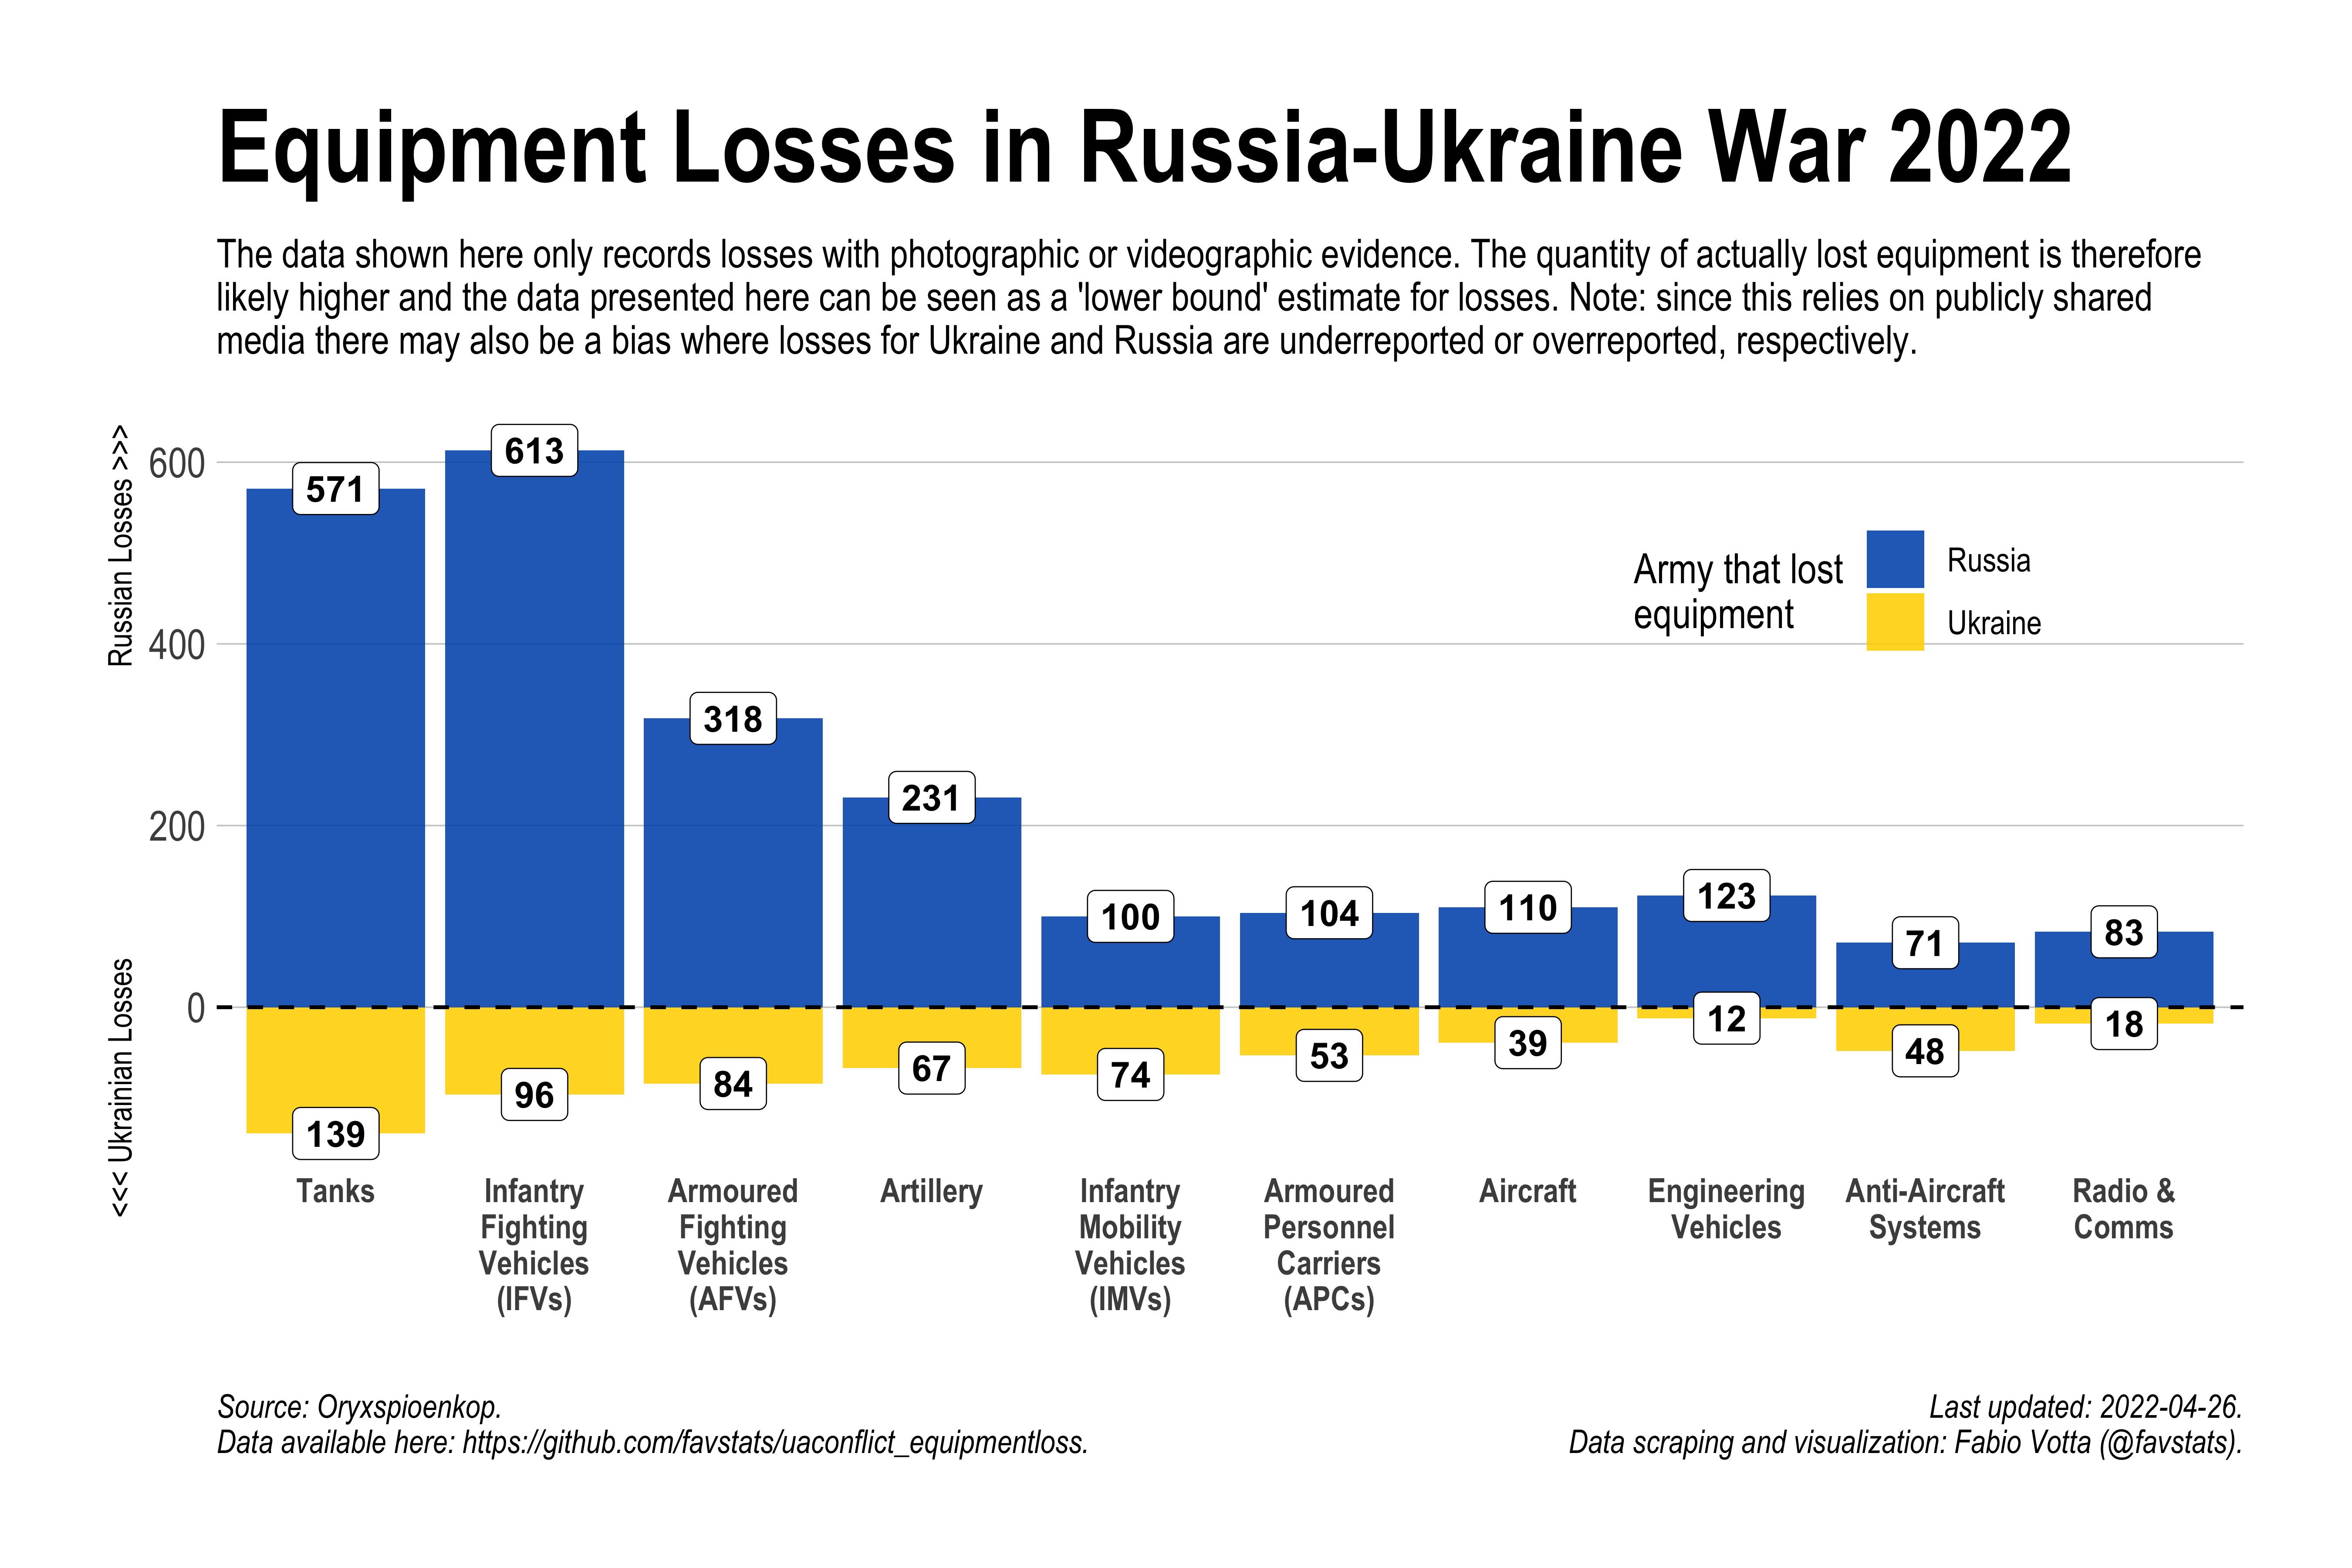 Equipment Losses in Russia-Ukraine War 2022
The data shown here only records losses with photographic or videographic evidence. The quantity of actually lost equipment is therefore
likely higher and the data presented here can be seen as a 'lower bound' estimate for losses. Note: since this relies on publicly shared
media there may also be a bias where losses for Ukraine and Russia are underreported or overreported, respectively.
Russian Losses >>>
<<< Ukrainian Losses
600
400
200
0
Army that lost
equipment
Russia
Ukraine
571
613
318
231
100
104
110
123
71
83
139
96
84
67
74
53
39
12
48
18
Tanks
Infantry
Fighting
Vehicles
(IFVs)
Armoured
Fighting
Vehicles
(AFVs)
Artillery
Infantry
Mobility
Vehicles
(IMVs)
Armoured
Personnel
Carriers
(APCs)
Aircraft
Engineering
Vehicles
Anti-Aircraft
Systems
Radio &
Comms
Source: Oryxspioenkop.
Data available here: https://github.com/favstats/uaconflict_equipmentloss.
Last updated: 2022-04-26.
Data scraping and visualization: Fabio Votta (@favstats).